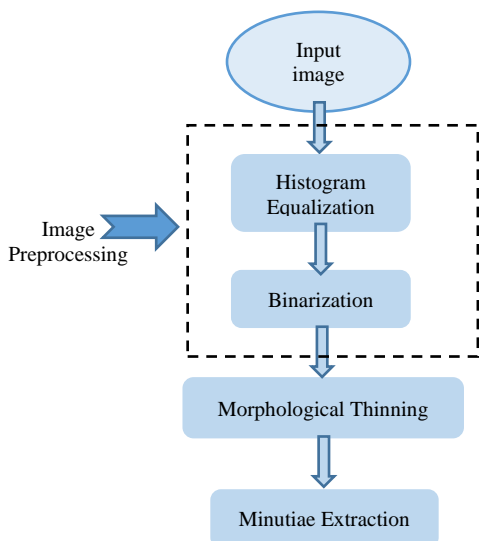 Input
image
Histogram
Equalization
Image
Preprocessing
Binarization
Morphological Thinning
Minutiae Extraction